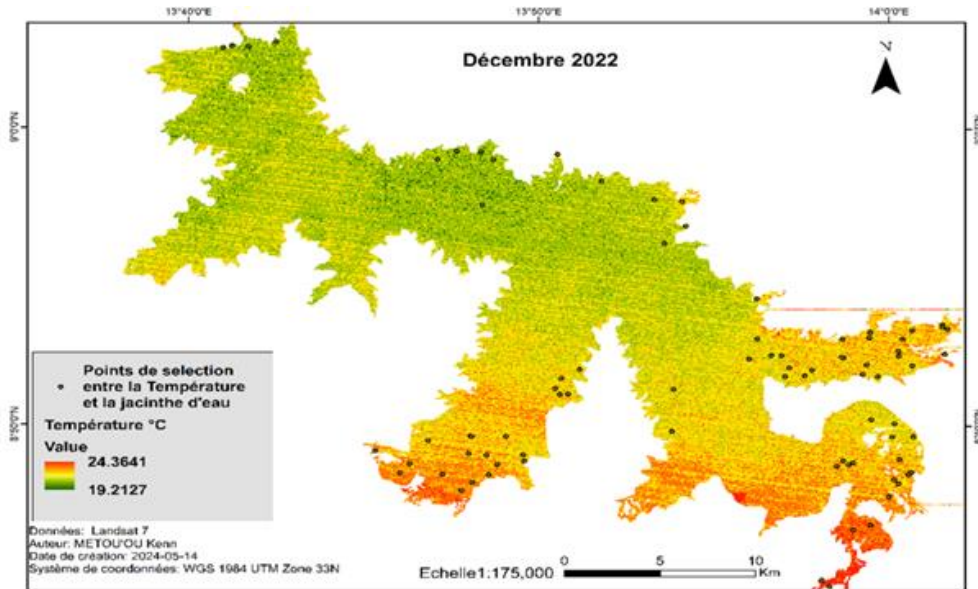 13°40'0"E 13°50'0"E 14°0'0"E
Décembre 2022
Z
9°0'0"N
Points de selection
entre la Température
et la jacinthe d'eau
Température °C
Value
24.3641
19.2127
Données: Landsat 7
Auteur: METOU'OU Kenn
Date de création: 2024-05-14
Système de coordonnées: WGS 1984 UTM Zone 33N
Echelle1:175,000
0 5 10
Km